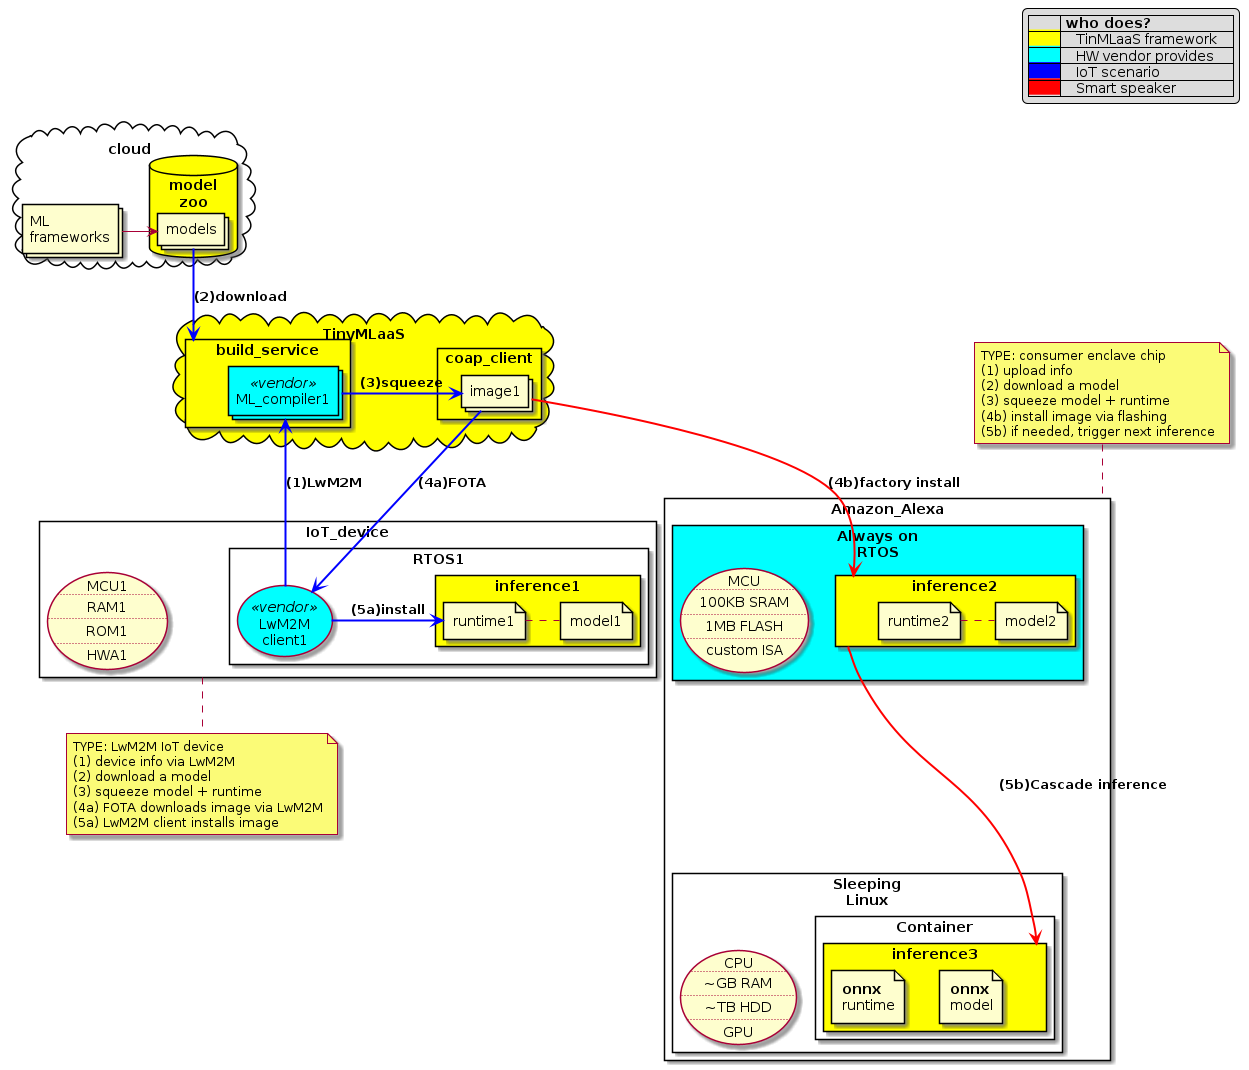 who does?
TinMLaaS framework
HW vendor provides
IoT scenario
Smart speaker
cloud
model
zoo
ML
frameworks
models
(2)download
TinyMLaaS
build_service
«vendor»
ML_compiler1
(3)squeeze
coap_client
image1
TYPE: consumer enclave chip
(1) upload info
(2) download a model
(3) squeeze model + runtime
(4b) install image via flashing
(5b) if needed, trigger next inference
(1)LwM2M
(4a)FOTA
(4b)factory install
IoT_device
RTOS1
MCU1
RAM1
ROM1
HWA1
«vendor»
LwM2M
client1
(5a)install
inference1
runtime1
model1
Amazon_Alexa
Always on
RTOS
MCU
100KB SRAM
1MB FLASH
custom ISA
inference2
runtime2
model2
TYPE: LwM2M IoT device
(1) device info via LwM2M
(2) download a model
(3) squeeze model + runtime
(4a) FOTA downloads image via LwM2M
(5a) LwM2M client installs image
(5b)Cascade inference
Sleeping
Linux
CPU
~GB RAM
~TB HDD
GPU
Container
inference3
onnx
runtime
onnx
model